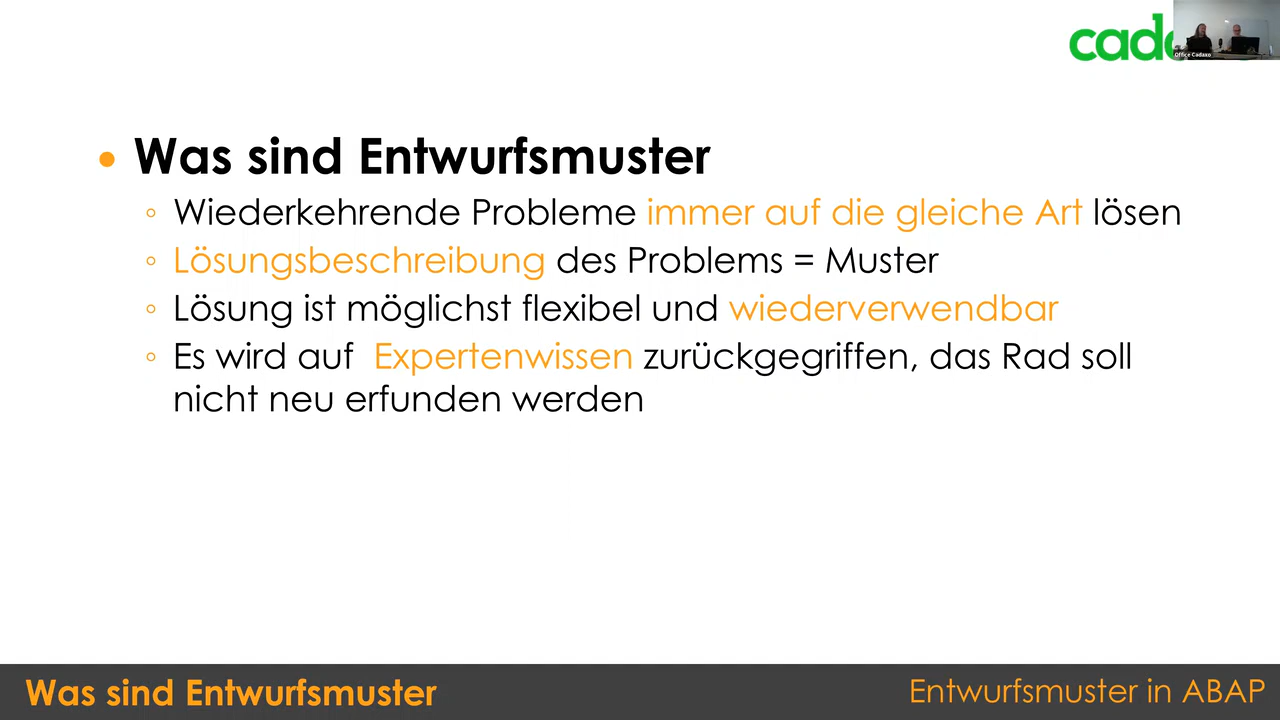 Office Cadaxo
Was sind Entwurfsmuster
Wiederkehrende Probleme immer auf die gleiche Art lösen
Lösungsbeschreibung des Problems = Muster
Lösung ist möglichst flexibel und wiederverwendbar
Es wird auf Expertenwissen zurückgegriffen, das Rad soll
nicht neu erfunden werden
Was sind Entwurfsmuster
Entwurfsmuster in ABAP